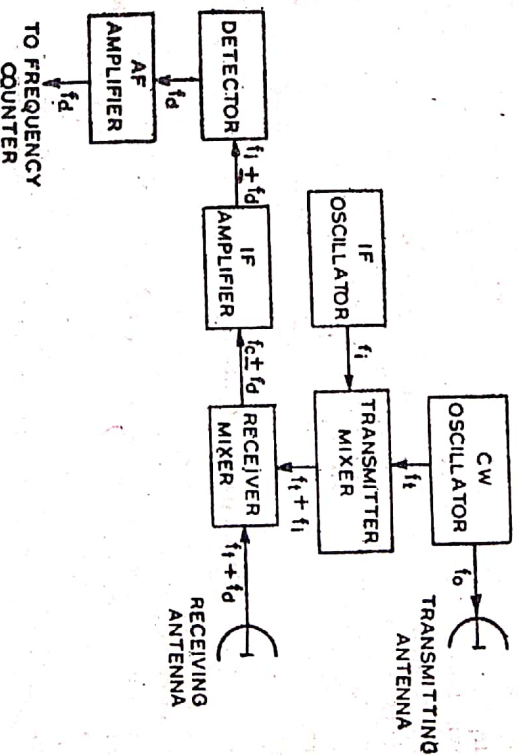 CW
OSCILLATOR
fo
TRANSMITTING
ANTENNA
ft
IF
OSCILLATOR
fi
TRANSMITTER
MIXER
ft + fi
DETECTOR
fi ± fd
IF
AMPLIFIER
fc ± fd
RECEIVER
MIXER
ft + fd
RECEIVING
ANTENNA
fd
AF
AMPLIFIER
fd
TO FREQUENCY
COUNTER